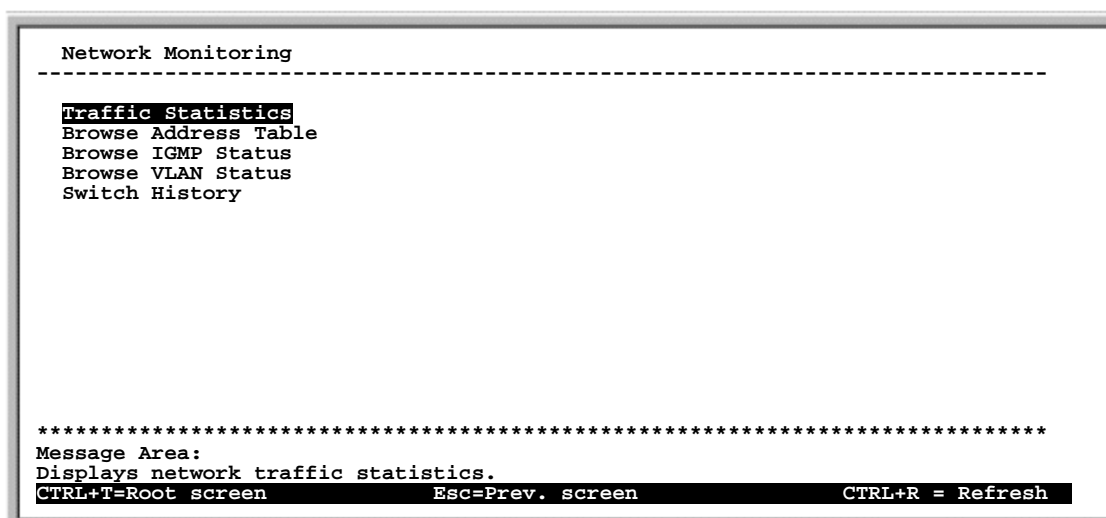 Network Monitoring
-------------------------------------------------------------------------------
Traffic Statistics
Browse Address Table
Browse IGMP Status
Browse VLAN Status
Switch History
*******************************************************************************
Message Area:
Displays network traffic statistics.
CTRL+T=Root screen Esc=Prev. screen CTRL+R = Refresh